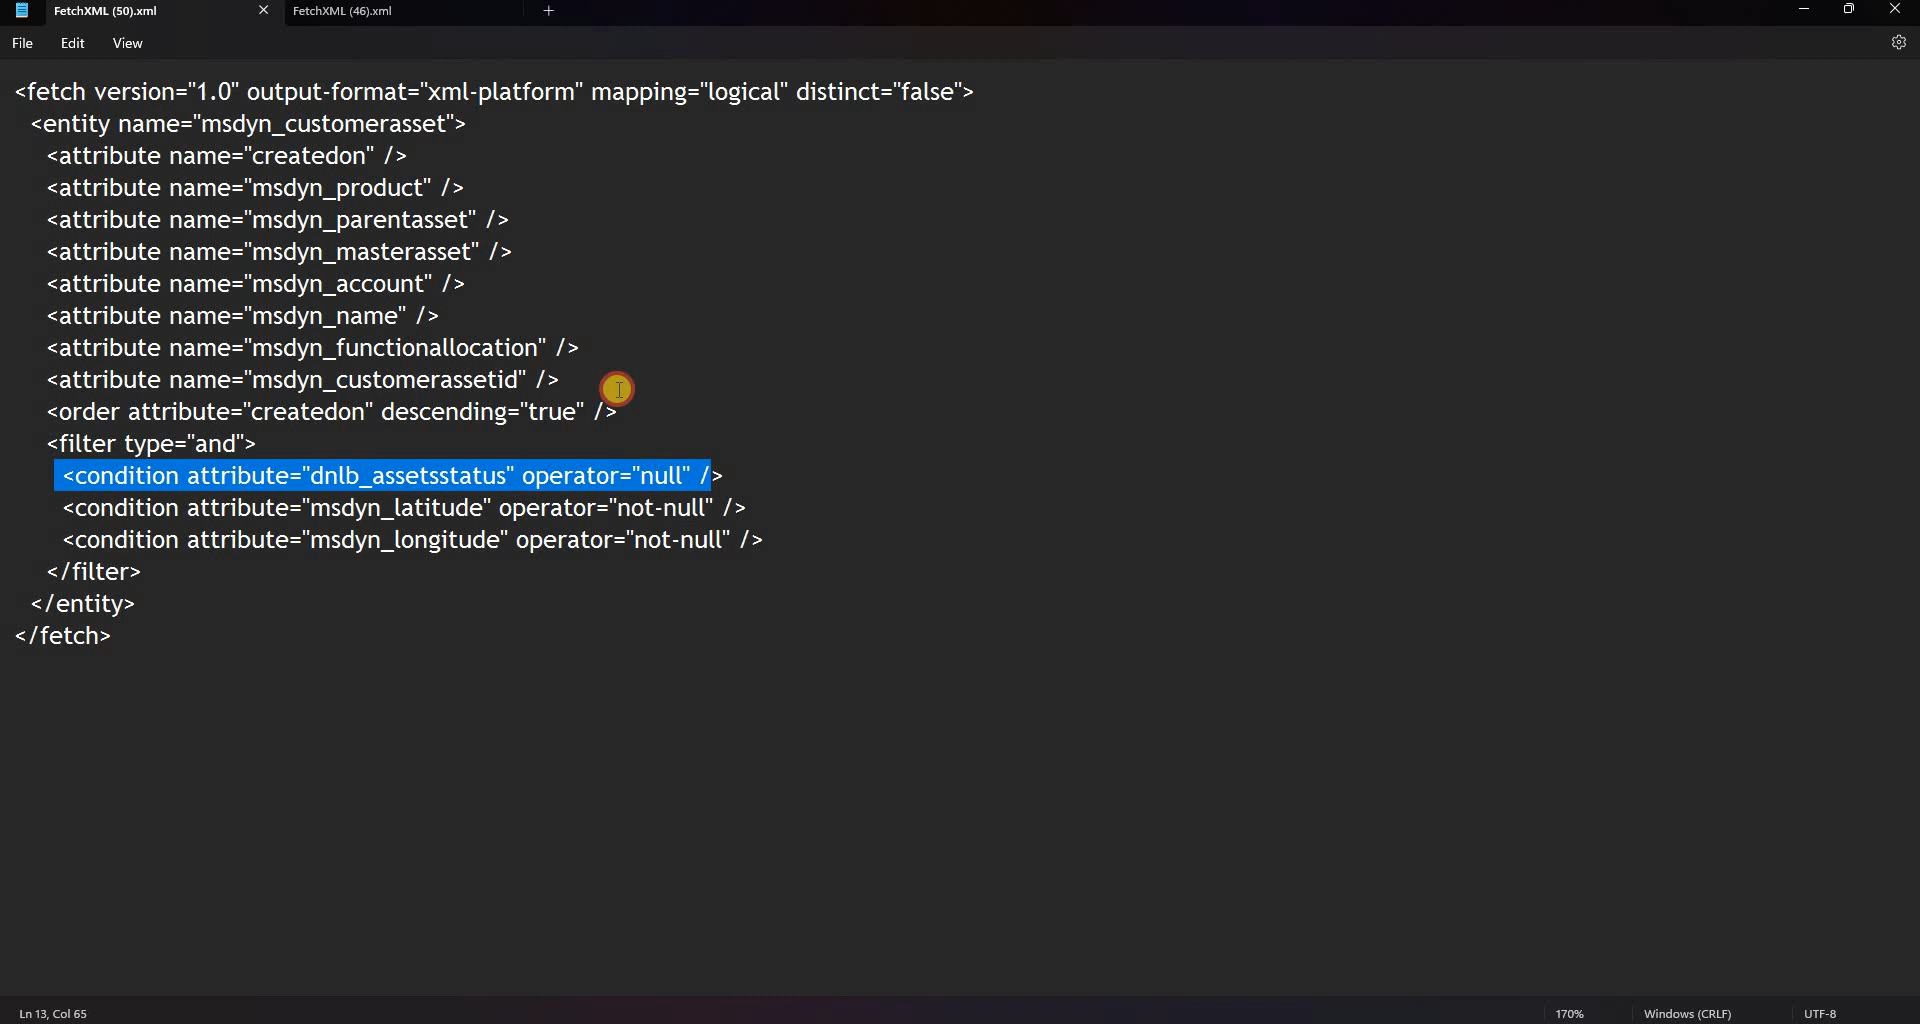 FetchXML (50).xml
FetchXML (46).xml
File Edit View
<fetch version="1.0" output-format="xml-platform" mapping="logical" distinct="false">
<entity name="msdyn_customerasset">
<attribute name="createdon" />
<attribute name="msdyn_product" />
<attribute name="msdyn_parentasset" />
<attribute name="msdyn_masterasset" />
<attribute name="msdyn_account" />
<attribute name="msdyn_name" />
<attribute name="msdyn_functionallocation" />
<attribute name="msdyn_customerassetid" />
<order attribute="createdon" descending="true" />
<filter type="and">
<condition attribute="dnlb_assetsstatus" operator="null" />
<condition attribute="msdyn_latitude" operator="not-null" />
<condition attribute="msdyn_longitude" operator="not-null" />
</filter>
</entity>
</fetch>
Ln 13, Col 65
170%
Windows (CRLF)
UTF-8